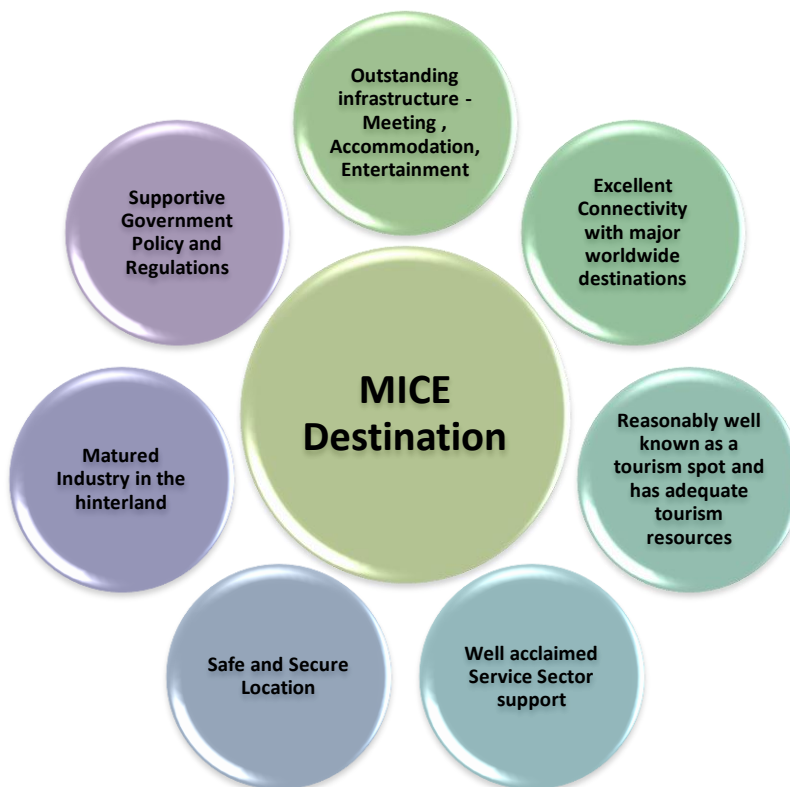 Outstanding
infrastructure -
Meeting ,
Accommodation,
Entertainment
Supportive
Government
Policy and
Regulations
Excellent
Connectivity
with major
worldwide
destinations
MICE
Destination
Matured
Industry in the
hinterland
Reasonably well
known as a
tourism spot and
has adequate
tourism
resources
Safe and Secure
Location
Well acclaimed
Service Sector
support